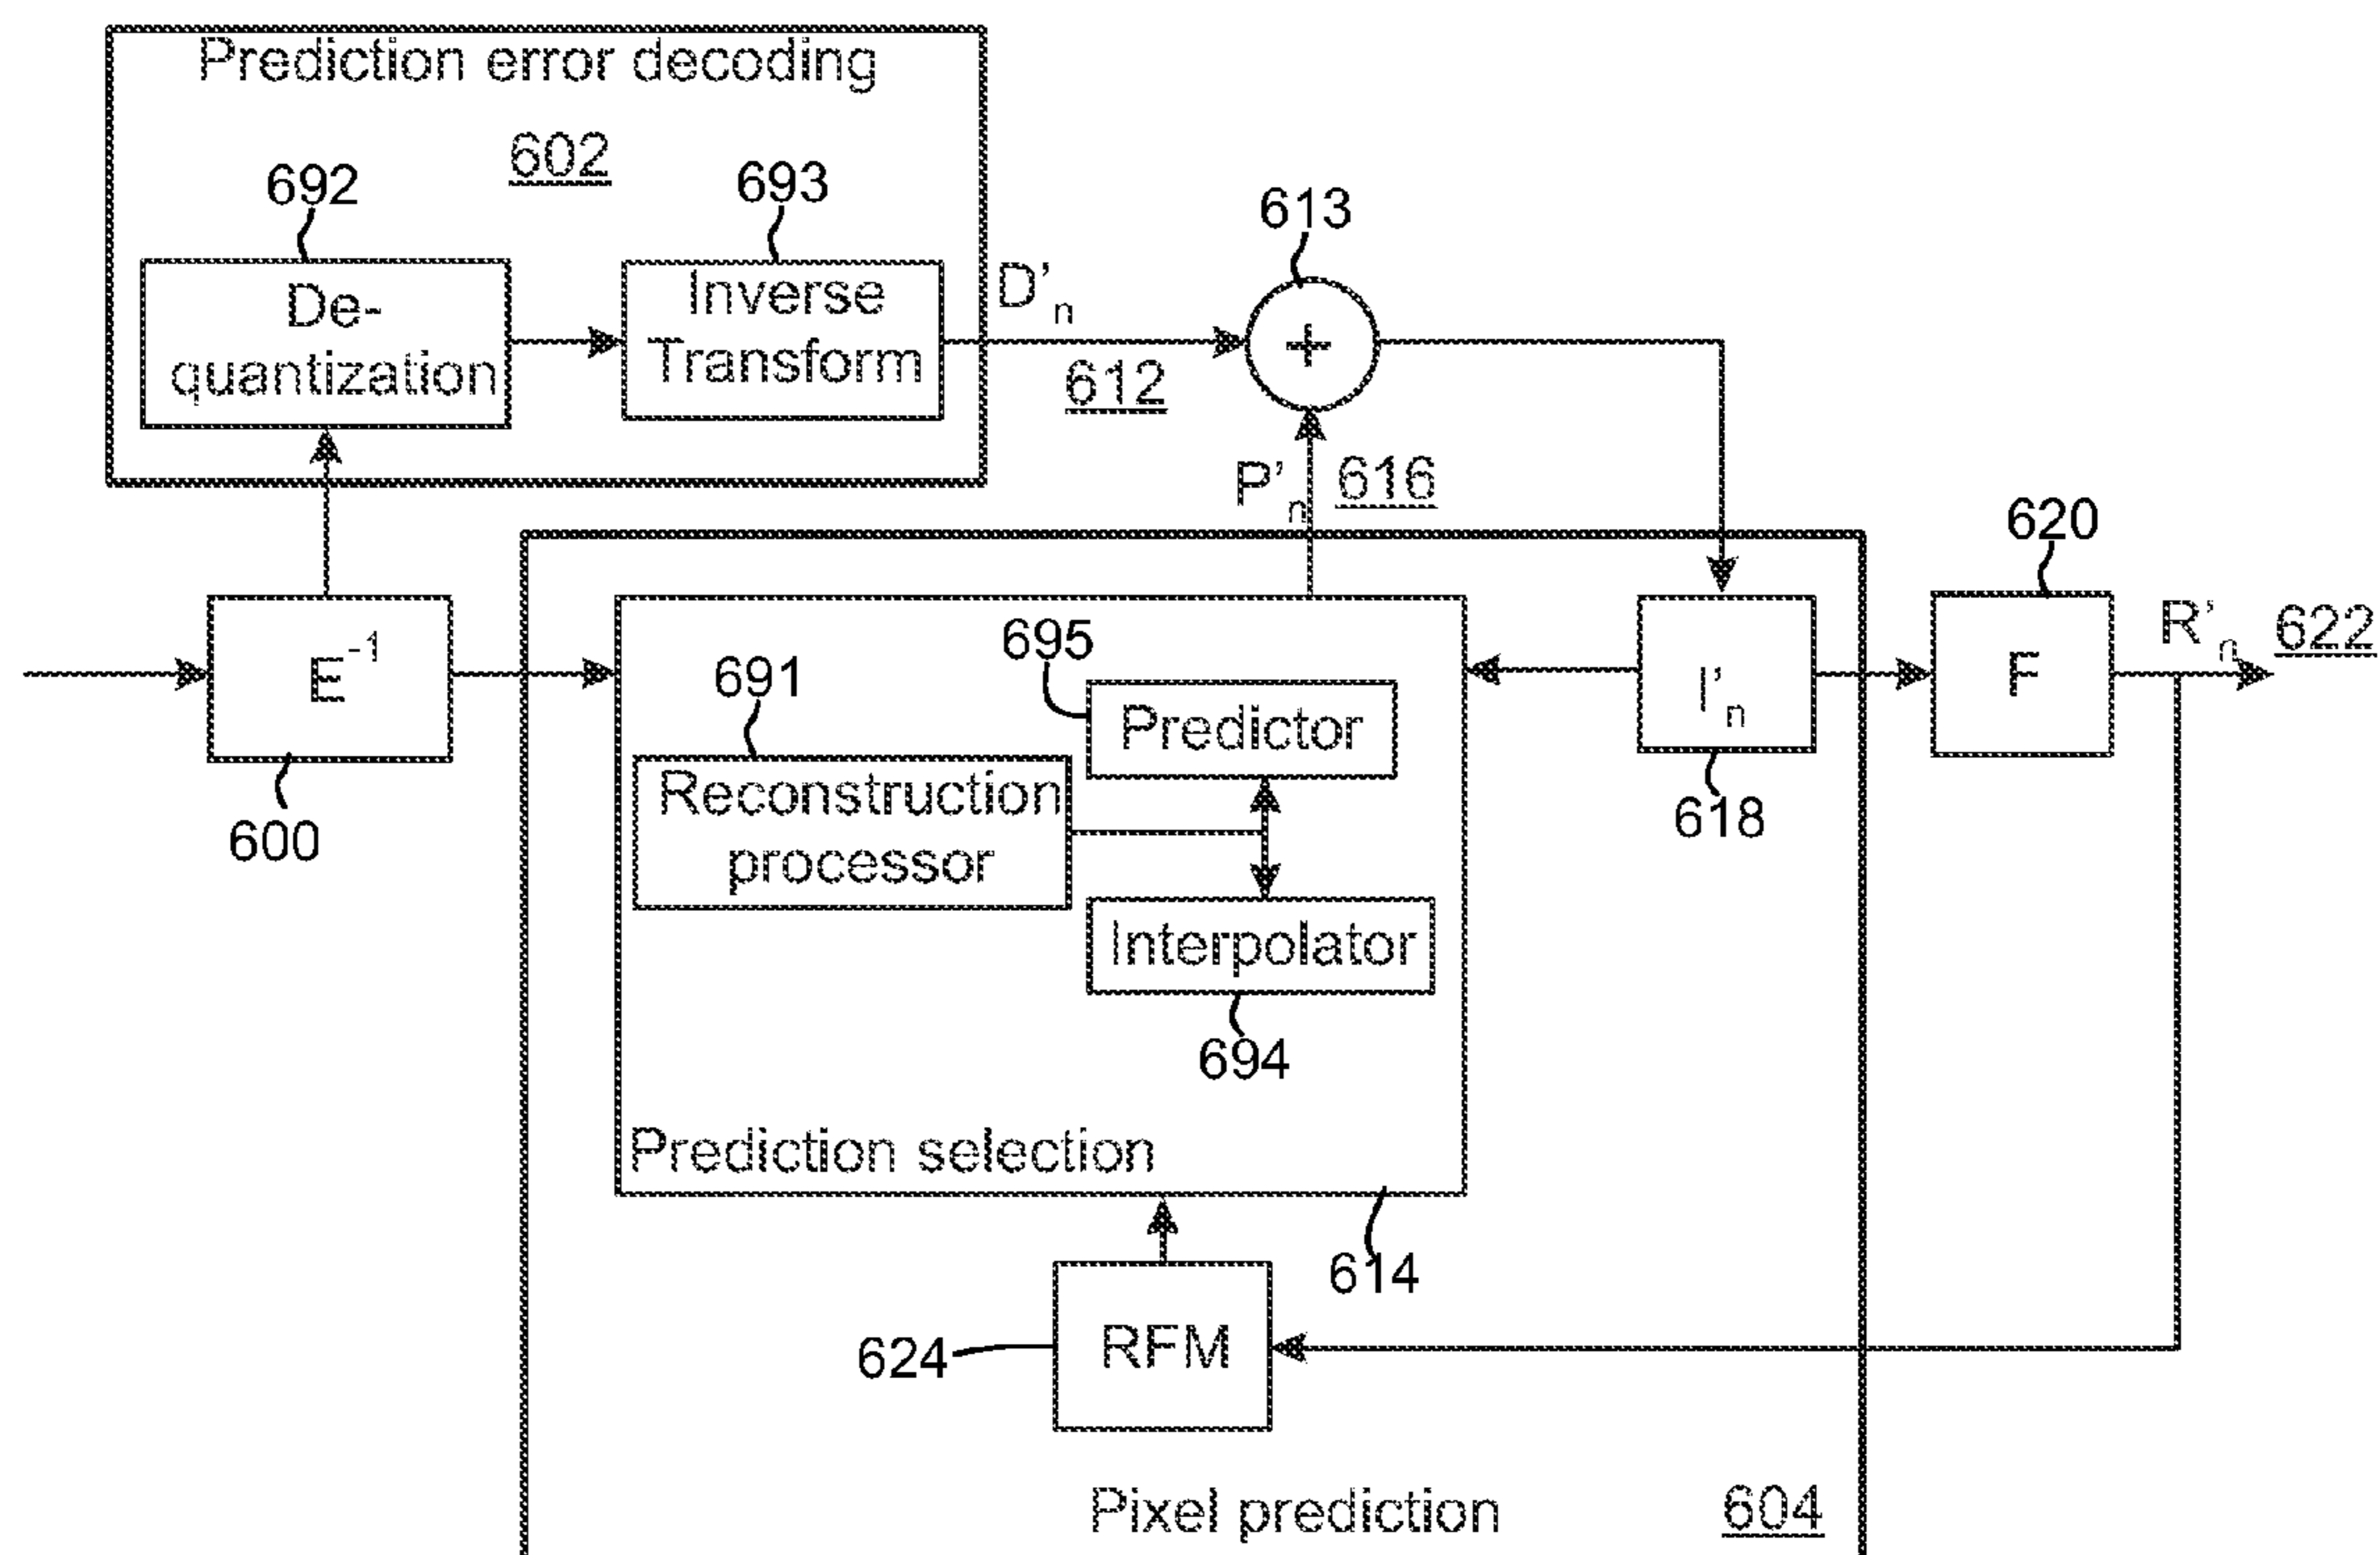 Prediction error decoding
602
692
693
613
De-
quantization
Inverse
Transform
D’n
612
+
P’n
616
620
E-1
600
695
691
Predictor
Reconstruction
processor
Interpolator
694
I’n
618
F
R’n
622
Prediction selection
614
RFM
624
Pixel prediction
604